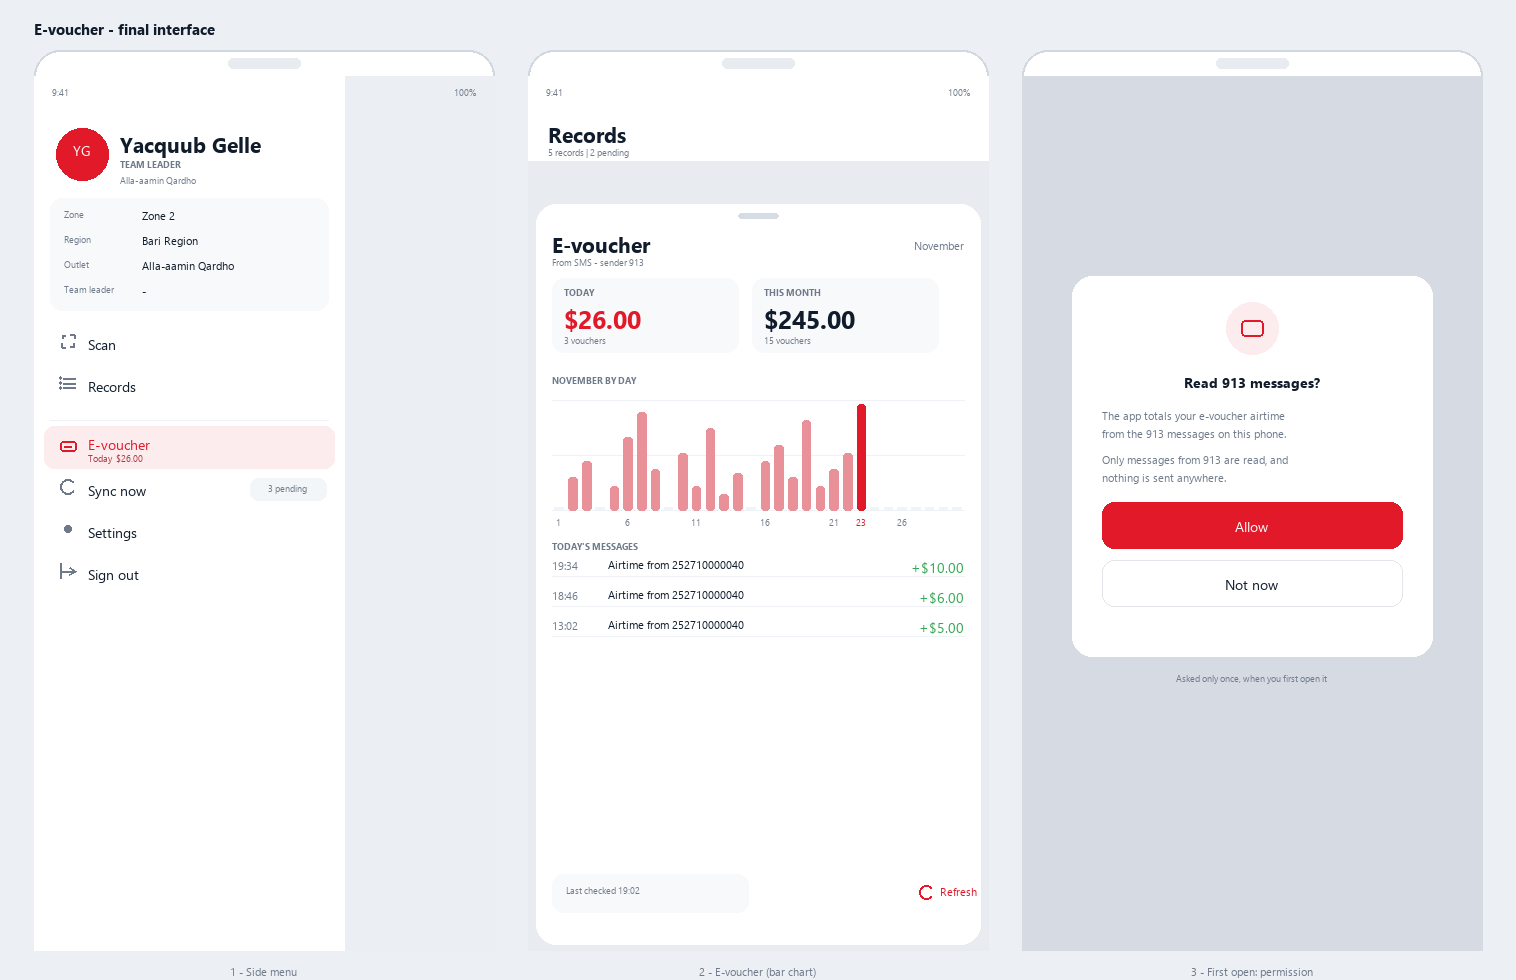 E-voucher - final interface
9:41
100%
YG
Yacquub Gelle
TEAM LEADER
Alla-aamin Qardho
Zone
Zone 2
Region
Bari Region
Outlet
Alla-aamin Qardho
Team leader
-
Scan
Records
E-voucher
Today $26.00
Sync now
3 pending
Settings
Sign out
1 - Side menu
9:41
100%
Records
5 records | 2 pending
E-voucher
November
From SMS - sender 913
TODAY
$26.00
3 vouchers
THIS MONTH
$245.00
15 vouchers
NOVEMBER BY DAY
1 6 11 16 21 23 26
TODAY'S MESSAGES
19:34 Airtime from 252710000040 +$10.00
18:46 Airtime from 252710000040 +$6.00
13:02 Airtime from 252710000040 +$5.00
Last checked 19:02
Refresh
2 - E-voucher (bar chart)
Read 913 messages?
The app totals your e-voucher airtime
from the 913 messages on this phone.
Only messages from 913 are read, and
nothing is sent anywhere.
Allow
Not now
Asked only once, when you first open it
3 - First open: permission